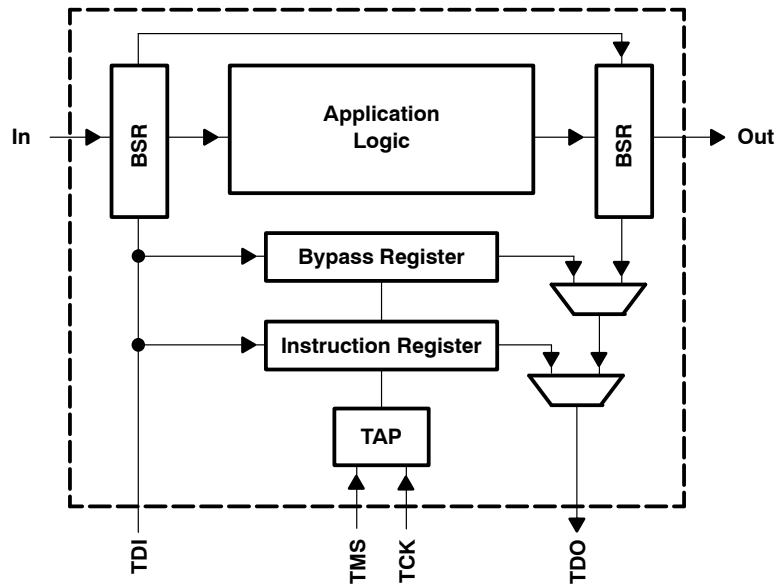 Application
Logic
In
BSR
BSR
Out
Bypass Register
Instruction Register
TAP
TDI
TMS
TCK
TDO